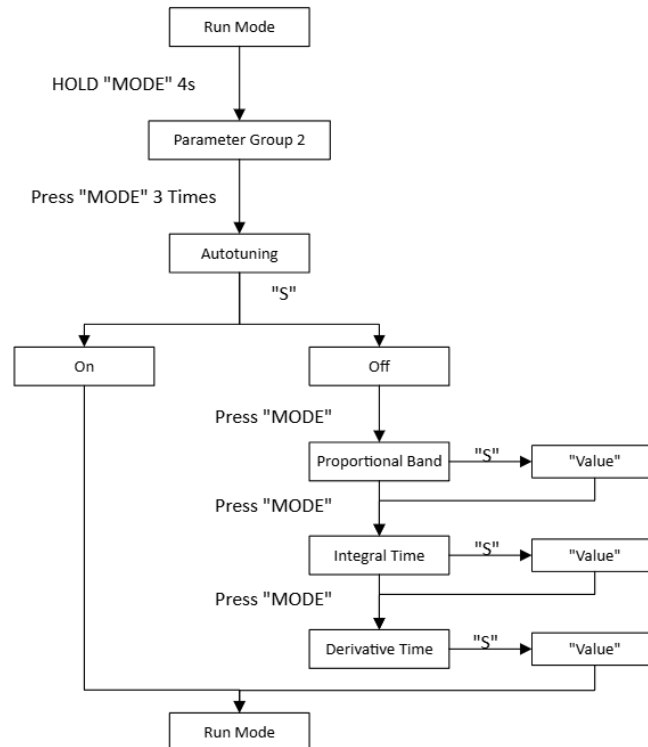 Run Mode
HOLD "MODE" 4s
Parameter Group 2
Press "MODE" 3 Times
Autotuning
"S"
On
Off
Press "MODE"
Proportional Band
"S"
"Value"
Press "MODE"
Integral Time
"S"
"Value"
Press "MODE"
Derivative Time
"S"
"Value"
Run Mode